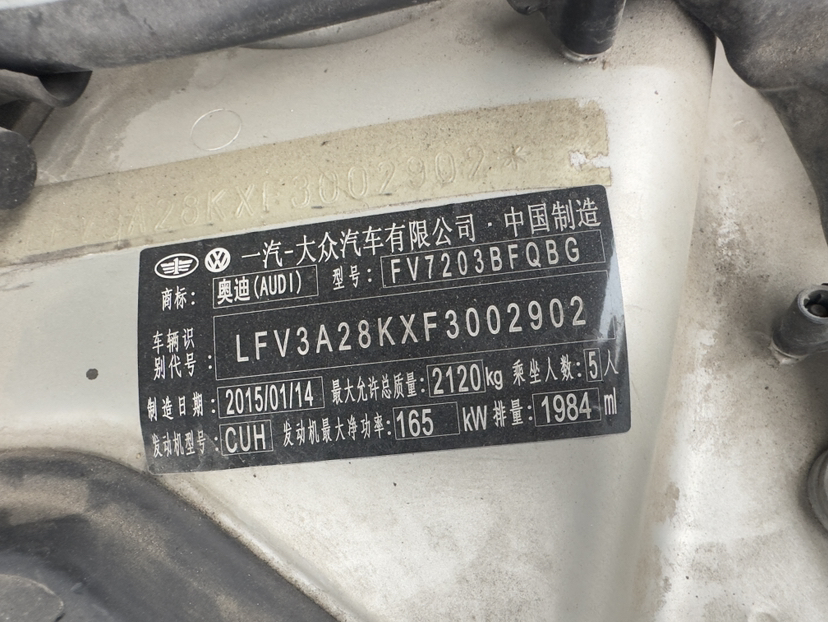 A28KXF3002902*
一汽-大众汽车有限公司·中国制造
商标: 奥迪(AUDI) 型号: FV7203BFQBG
车辆识别代号: LFV3A28KXF3002902
制造日期: 2015/01/14 最大允许总质量: 2120kg 乘坐人数: 5人
发动机型号: CUH 发动机最大净功率: 165 kW 排量: 1984 ml